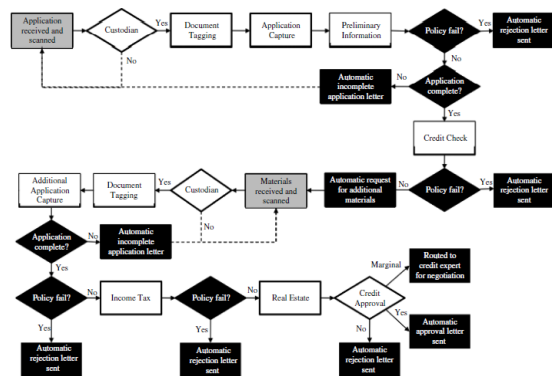 Application
received and
scanned
Custodian
Yes
Document
Tagging
Application
Capture
Preliminary
Information
Policy fail?
Yes
Automatic
rejection letter
sent
No
No
Automatic
incomplete
application letter
No
Application
complete?
Yes
Credit Check
Additional
Application
Capture
Document
Tagging
Yes
Custodian
Materials
received and
scanned
Automatic request
for additional
materials
No
Policy fail?
Yes
Automatic
rejection letter
sent
No
Application
complete?
No
Automatic
incomplete
application letter
Yes
Marginal
Routed to
credit expert
for negotiation
Policy fail?
No
Income Tax
Policy fail?
No
Real Estate
Credit
Approval
Yes
Automatic
approval letter
sent
Yes
Yes
No
Automatic
rejection letter
sent
Automatic
rejection letter
sent
Automatic
rejection letter
sent